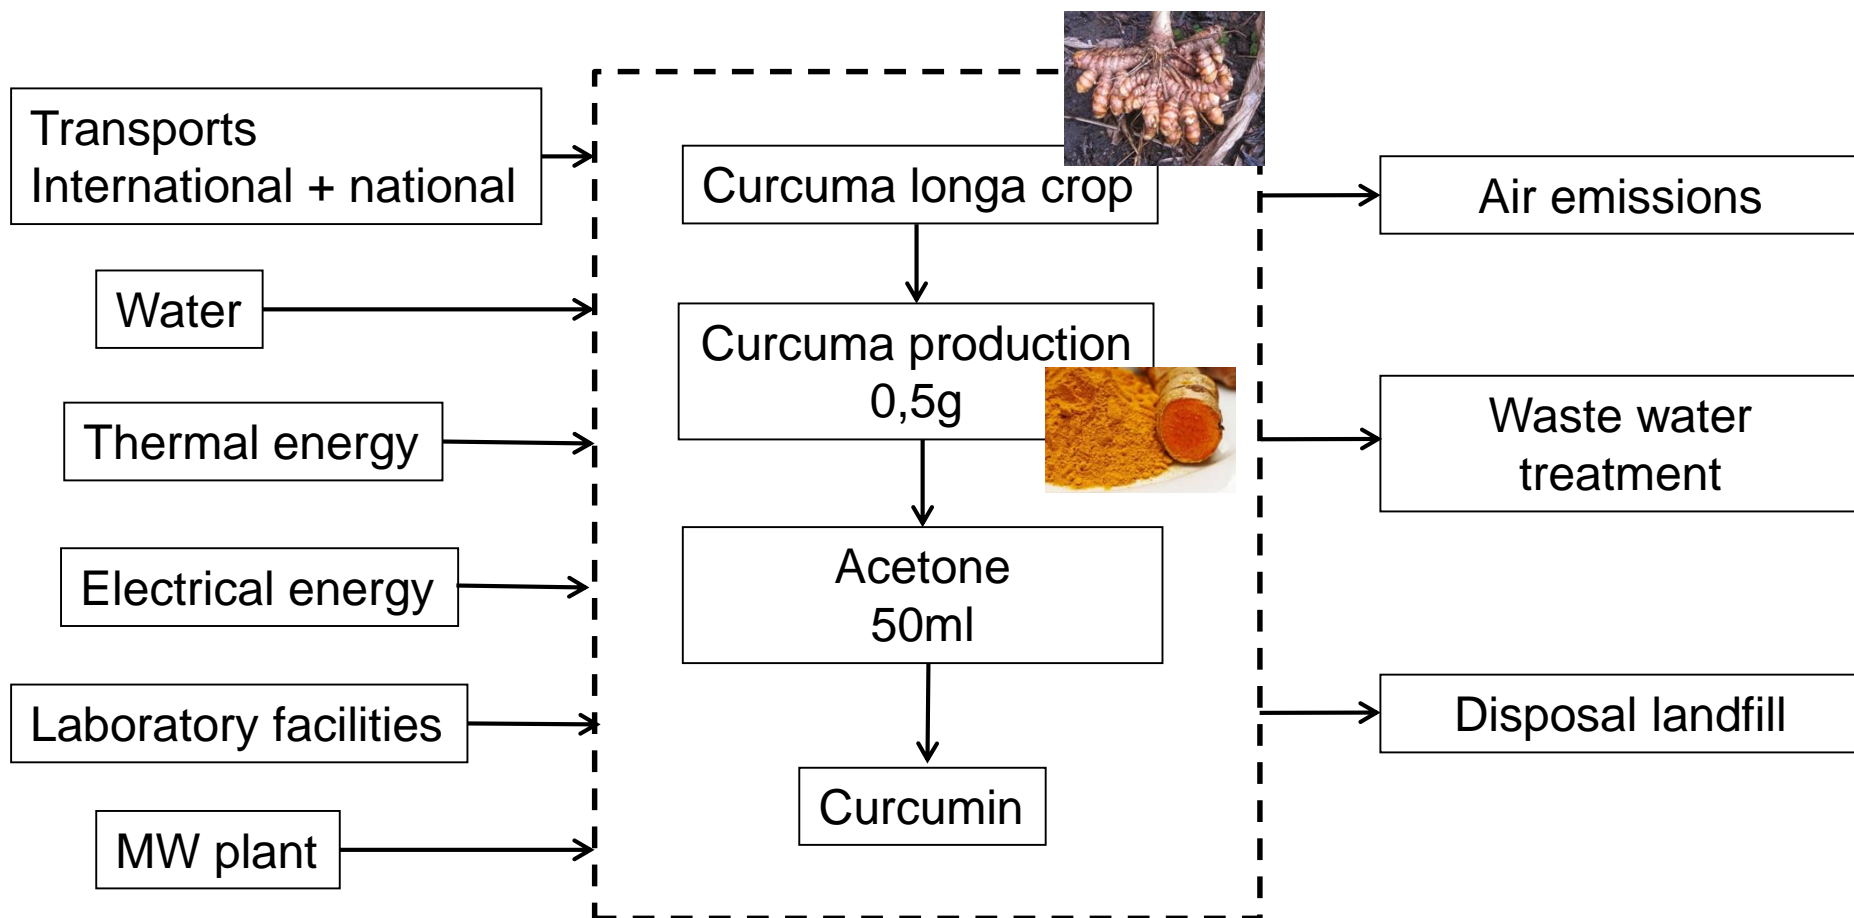 Transports
International + national
Water
Thermal energy
Electrical energy
Laboratory facilities
MW plant
Curcuma longa crop
Curcuma production
0,5g
Acetone
50ml
Curcumin
Air emissions
Waste water
treatment
Disposal landfill